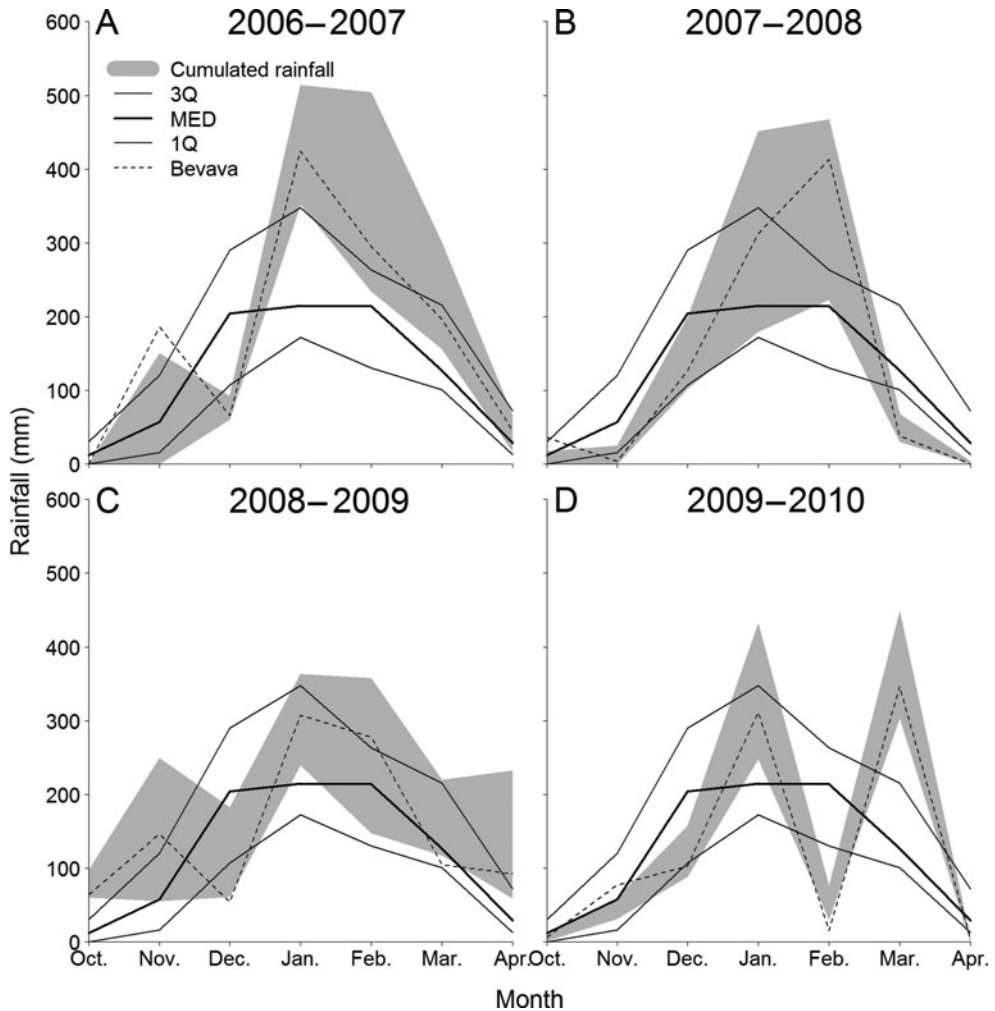 A 2006–2007
B 2007–2008
600
500
400
300
200
100
0
Cumulated rainfall
3Q
MED
1Q
Bevava
Rainfall (mm)
C 2008–2009
D 2009–2010
600
500
400
300
200
100
0
Oct. Nov. Dec. Jan. Feb. Mar. Apr.
Oct. Nov. Dec. Jan. Feb. Mar. Apr.
Month